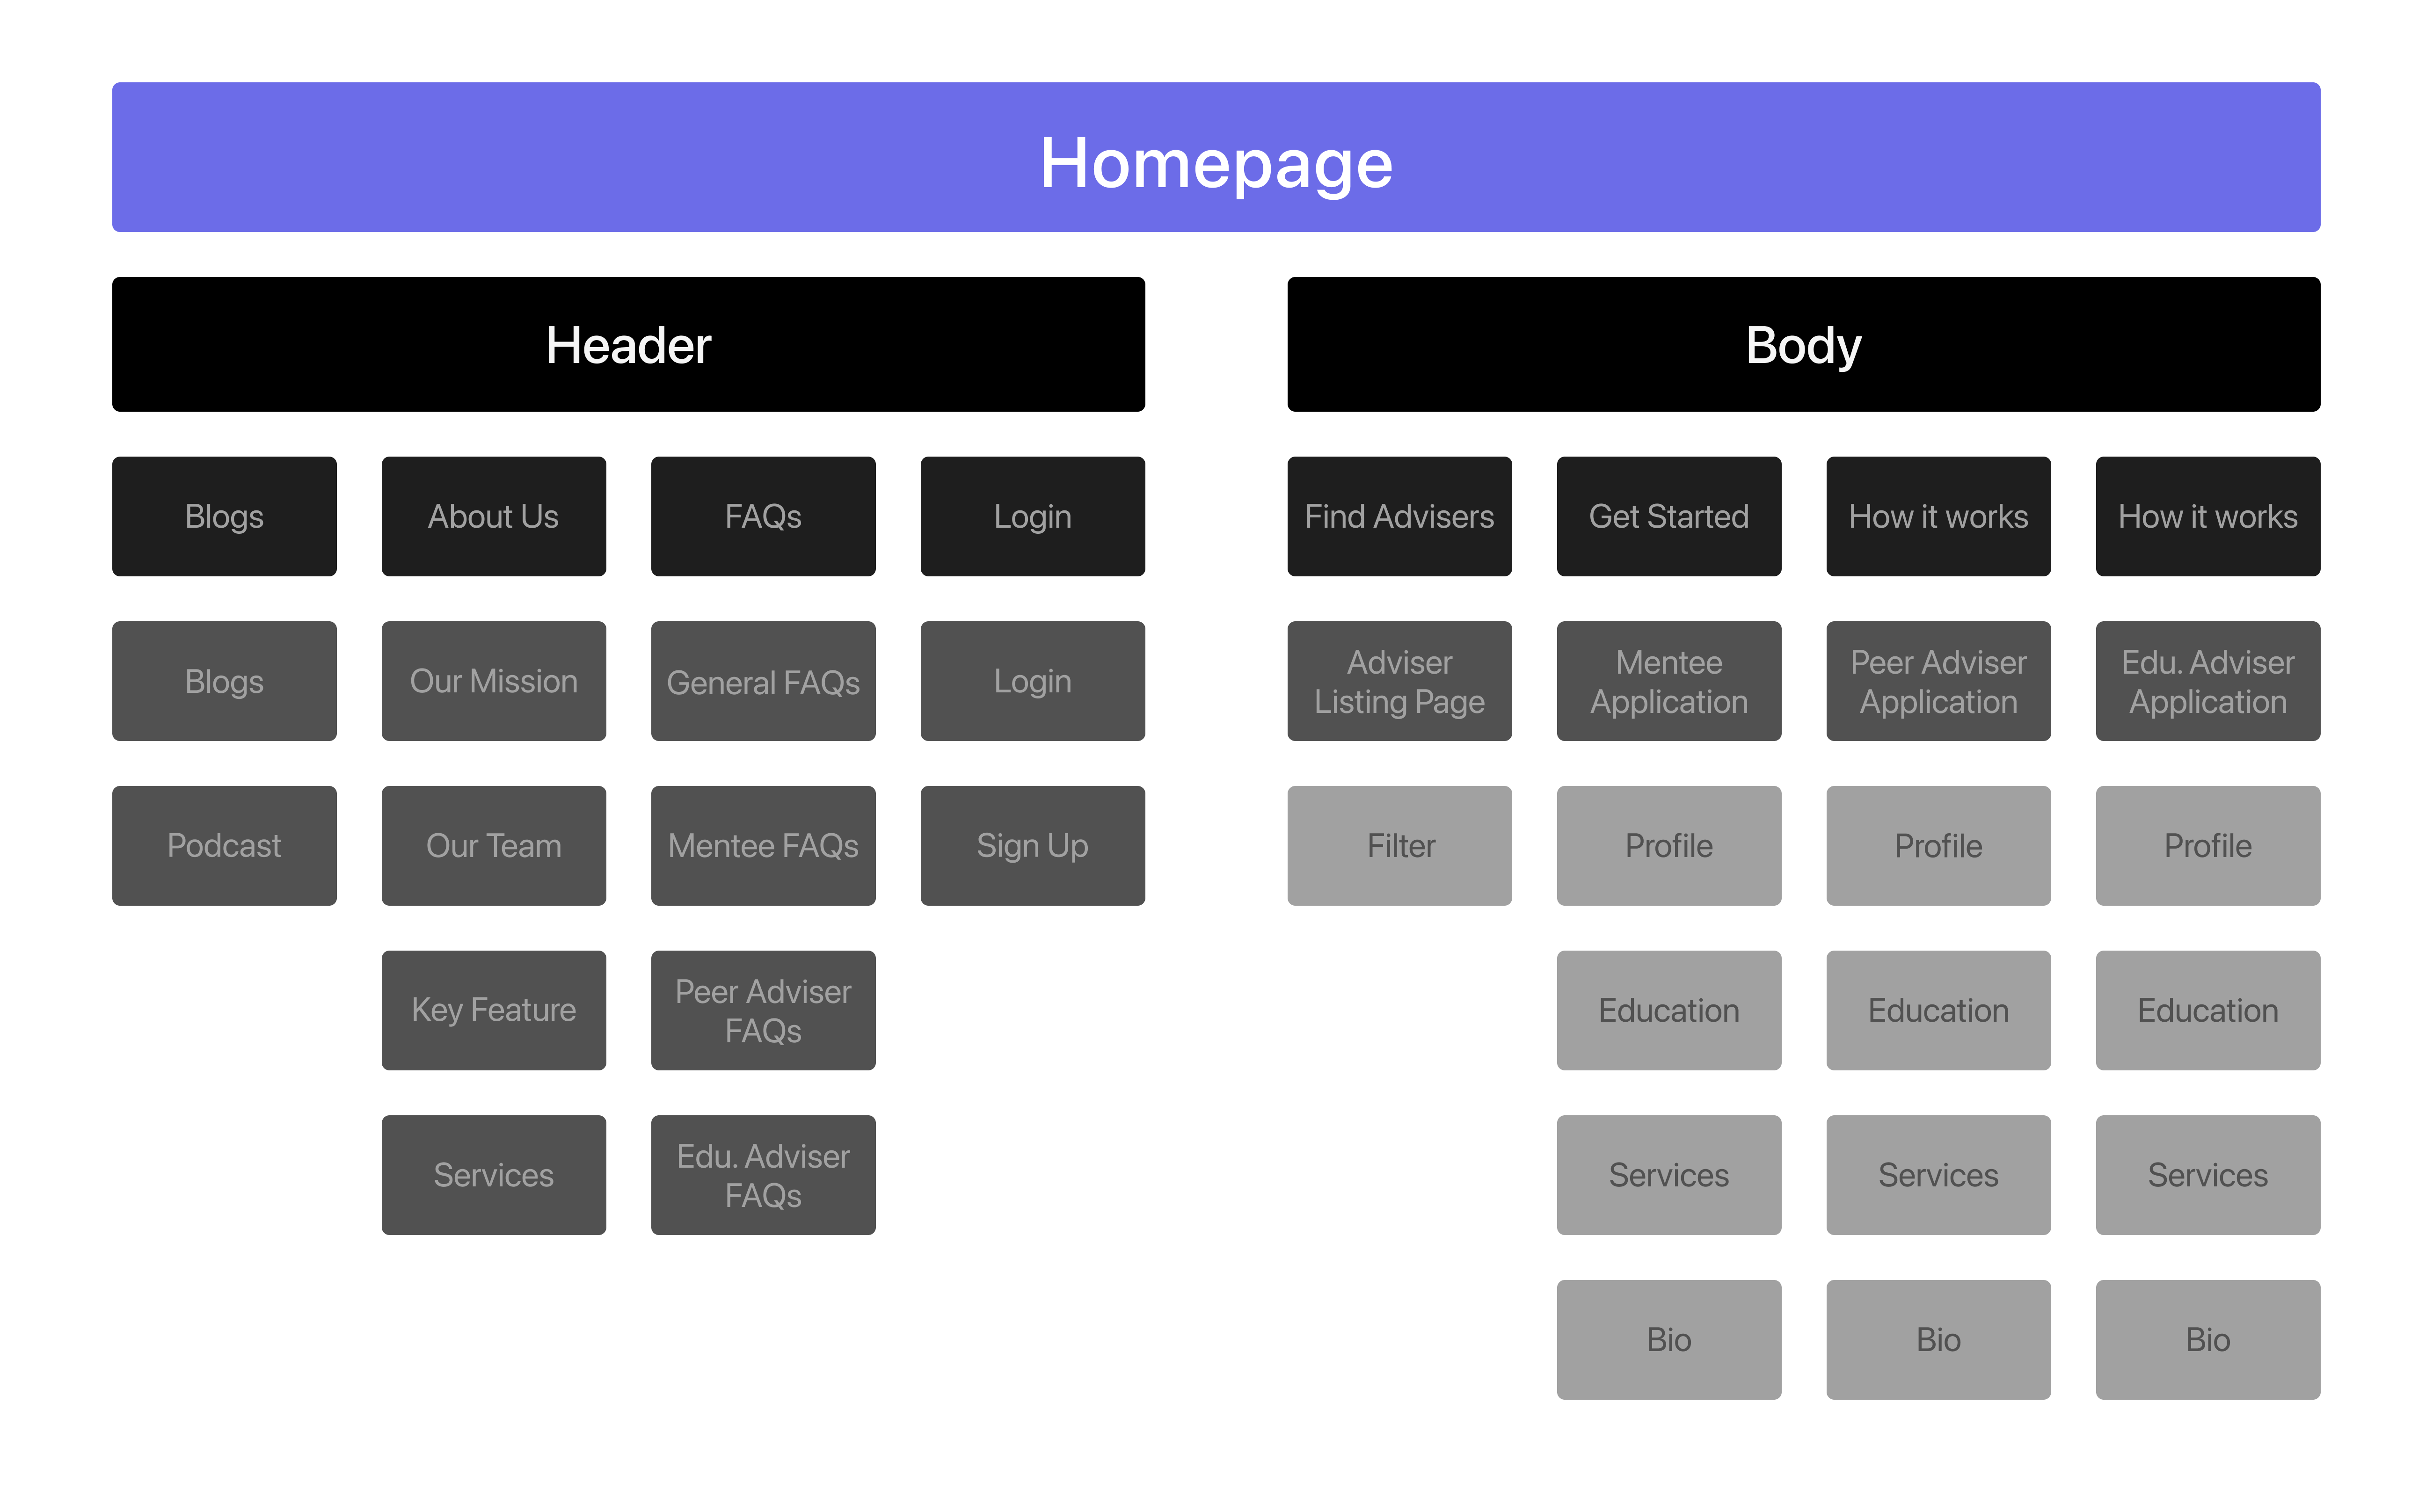 Homepage
Header
Body
Blogs
About Us
FAQs
Login
Find Advisers
Get Started
How it works
How it works
Blogs
Our Mission
General FAQs
Login
Adviser
Listing Page
Mentee
Application
Peer Adviser
Application
Edu. Adviser
Application
Podcast
Our Team
Mentee FAQs
Sign Up
Filter
Profile
Profile
Profile
Key Feature
Peer Adviser
FAQs
Education
Education
Education
Services
Edu. Adviser
FAQs
Services
Services
Services
Bio
Bio
Bio